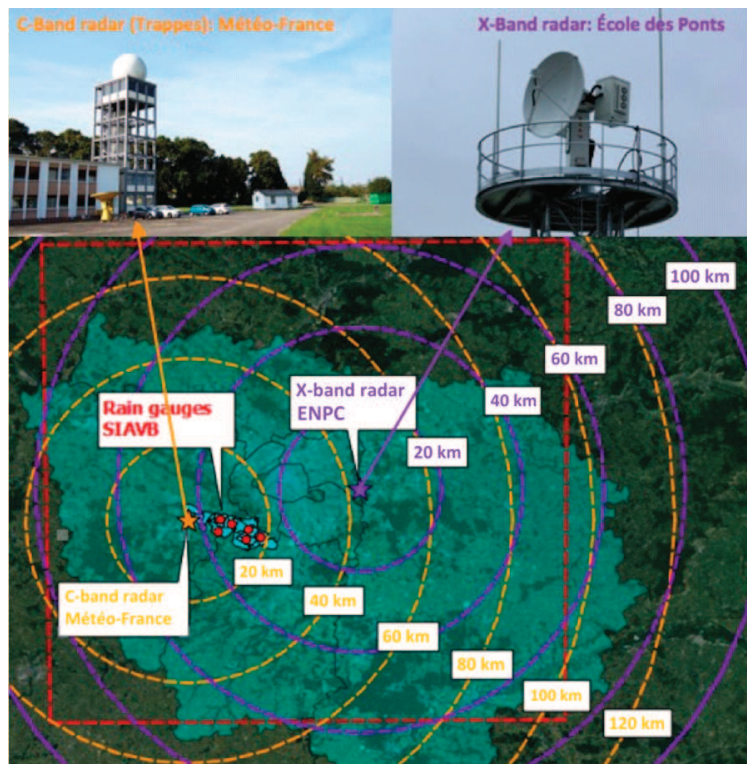 C-Band radar (Trappes): Météo-France
X-Band radar: École des Ponts
100 km
80 km
60 km
X-band radar
ENPC
40 km
Rain gauges
SIAVB
20 km
20 km
C-band radar
Météo-France
40 km
60 km
80 km
100 km
120 km